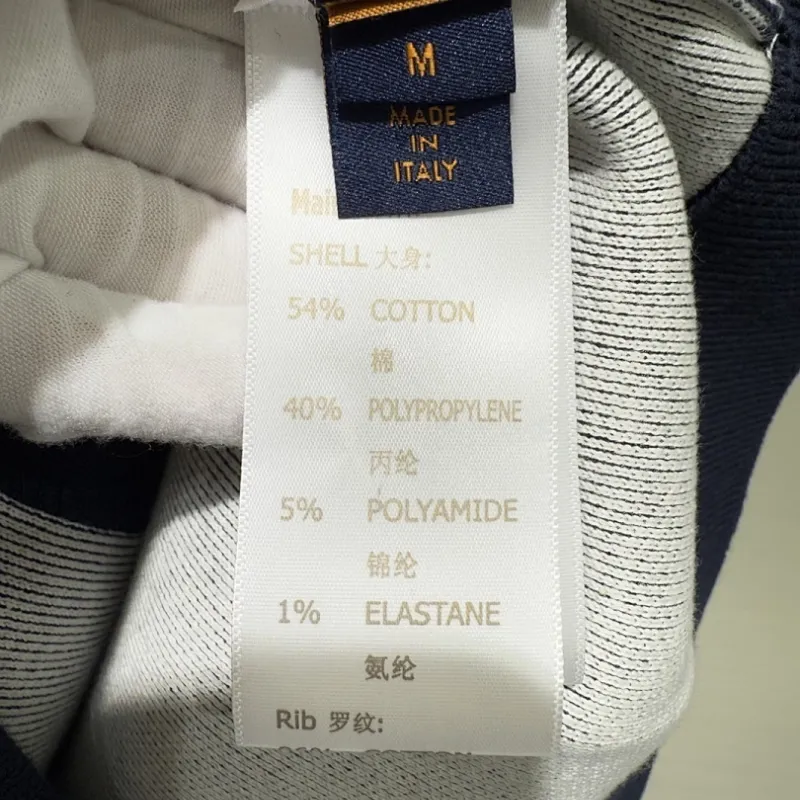 M
MADE
IN
ITALY
SHELL 大身:
54% COTTON
棉
40% POLYPROPYLENE
丙纶
5% POLYAMIDE
锦纶
1% ELASTANE
氨纶
Rib 罗纹: